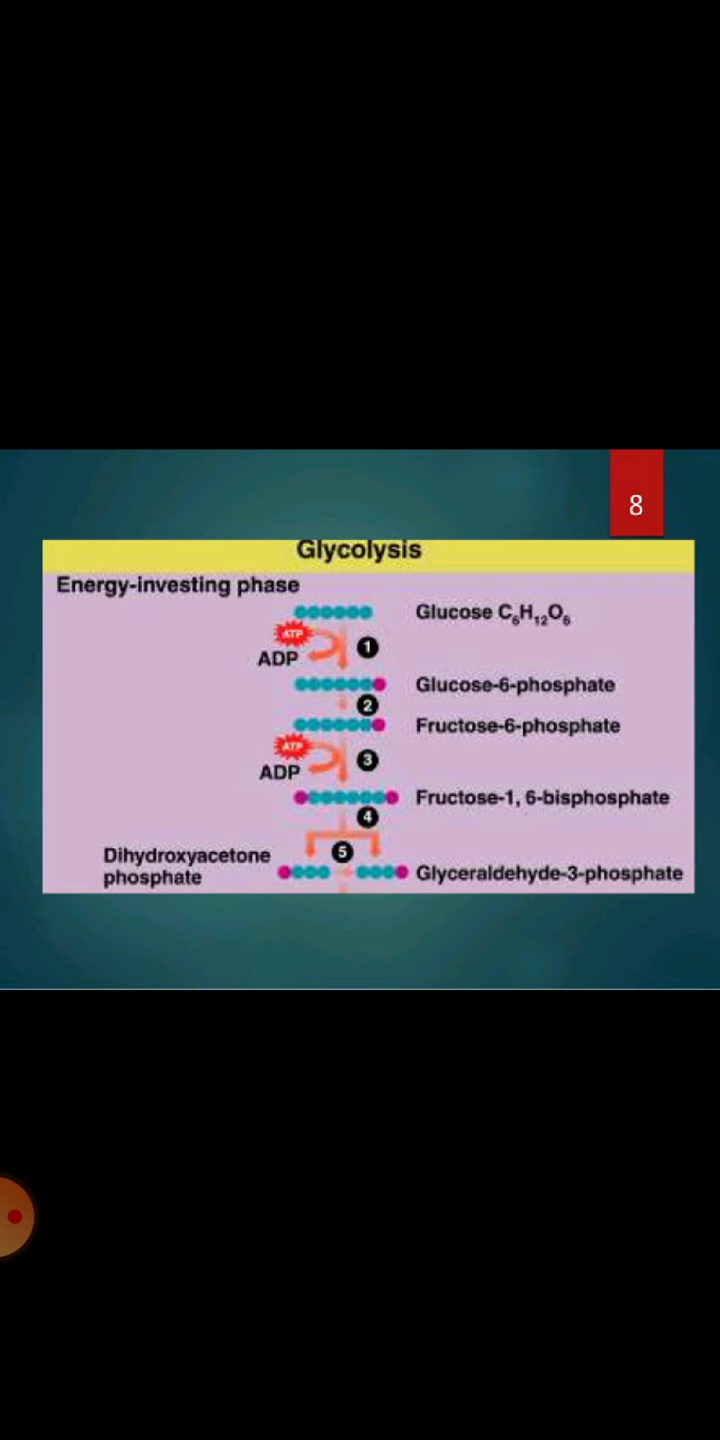 8
Glycolysis
Energy-investing phase
Glucose C₆H₁₂O₆
ATP
ADP
1
Glucose-6-phosphate
2
Fructose-6-phosphate
ATP
ADP
3
Fructose-1, 6-bisphosphate
4
5
Dihydroxyacetone
phosphate
Glyceraldehyde-3-phosphate